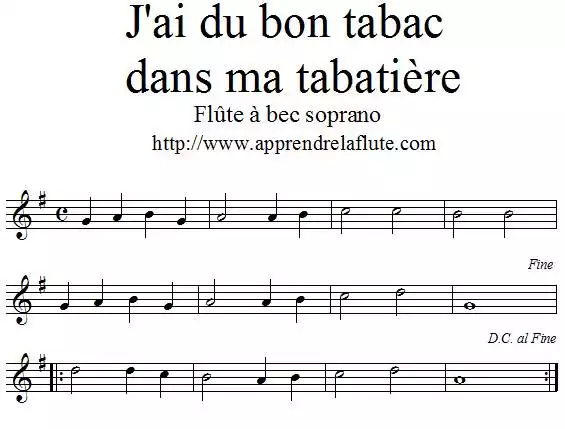 J'ai du bon tabac
dans ma tabatière
Flûte à bec soprano
http://www.apprendrelaflute.com
Fine
D.C. al Fine